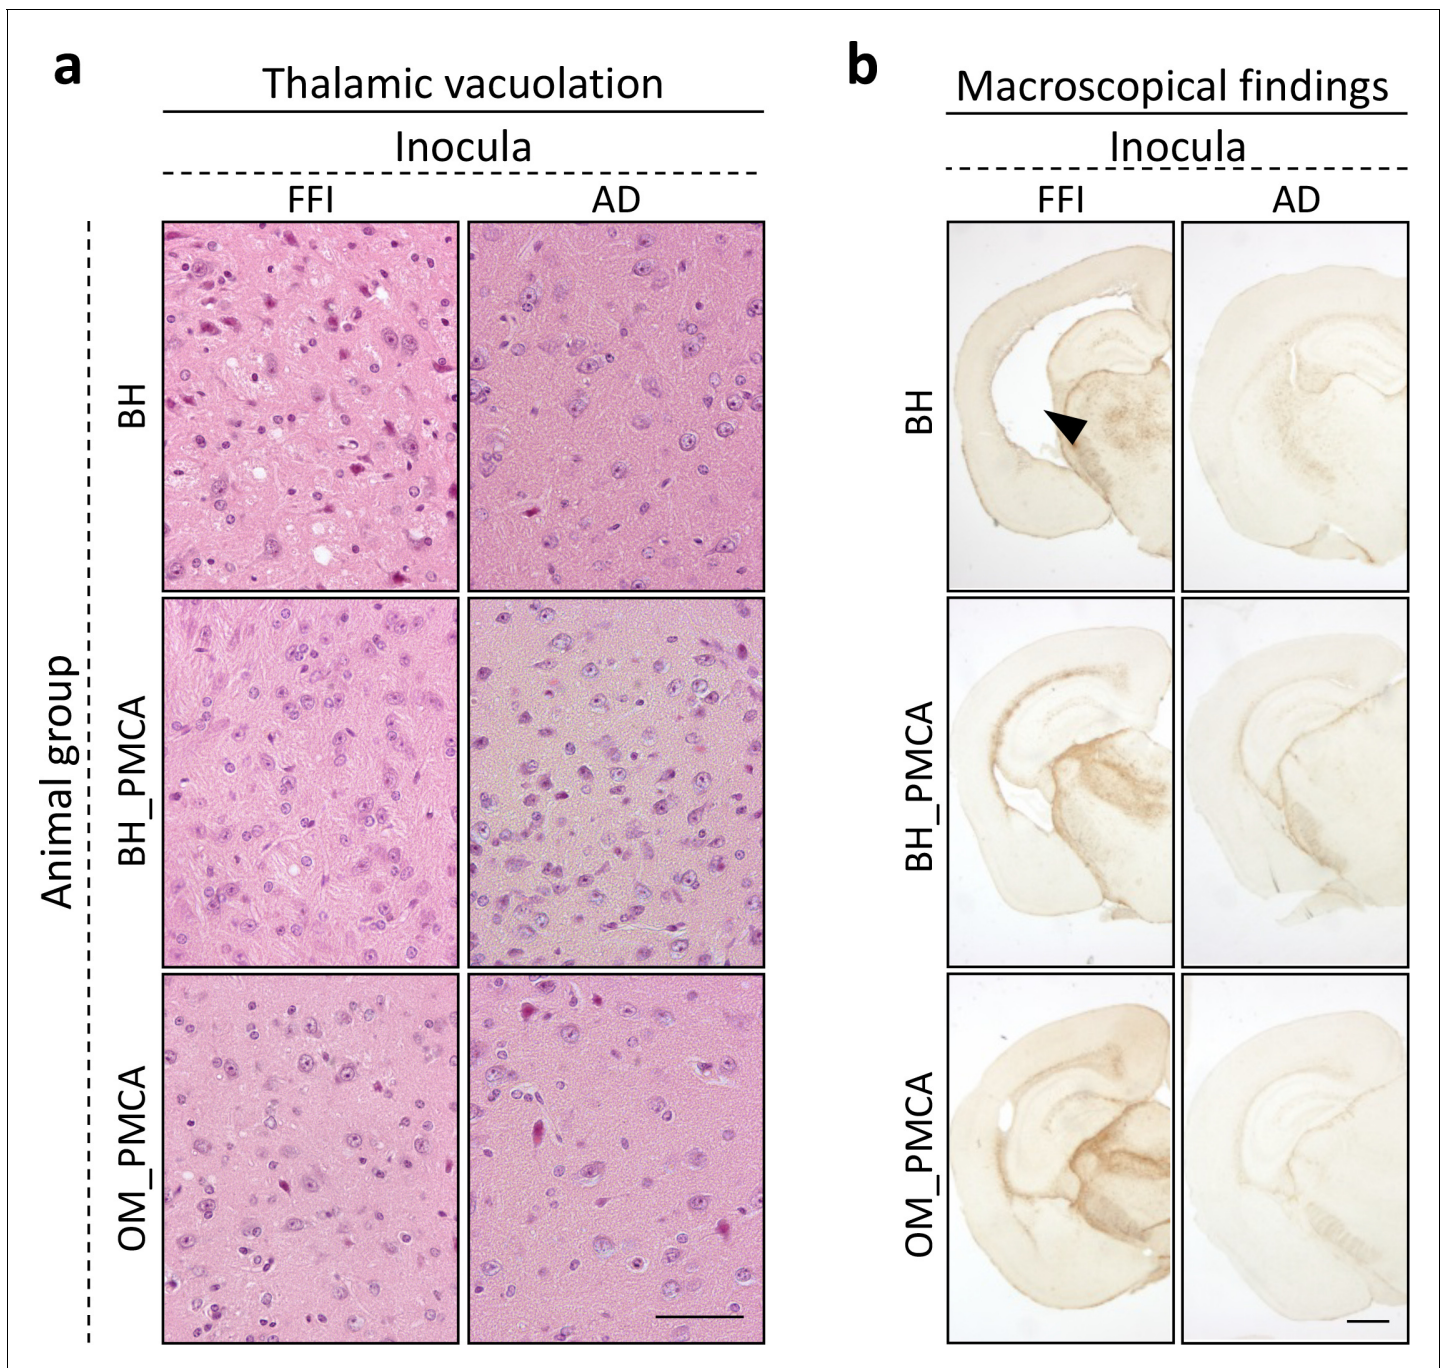 a
Thalamic vacuolation
Inocula
FFI
AD
Animal group
BH
BH_PMCA
OM_PMCA
b
Macroscopical findings
Inocula
FFI
AD
BH
BH_PMCA
OM_PMCA